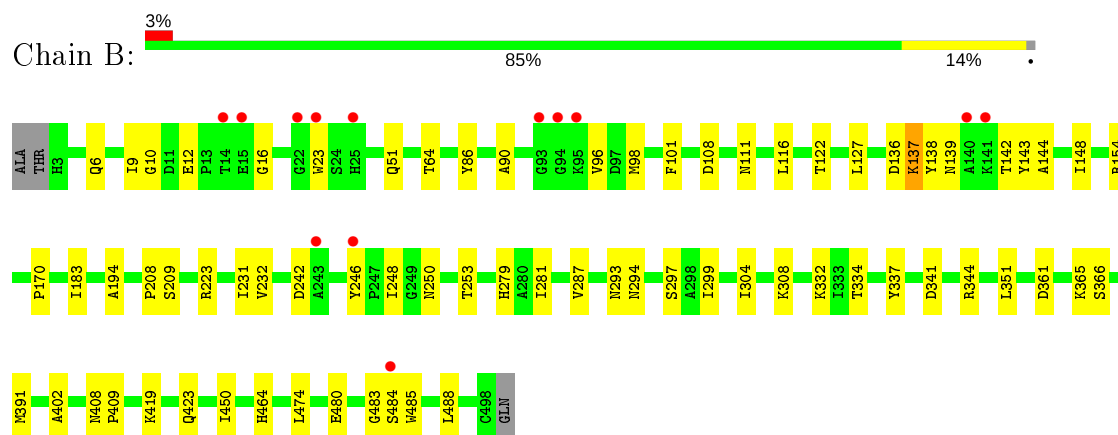 3%
Chain B:
85% 14% •
ALA THR H3 Q6 I9 G10 D11 E12 P13 T14 E15 G16 G22 W23 S24 H25 Q51 T64 Y86 A90 G93 G94 K95 V96 D97 M98 F101 D108 N111 L116 T122 L127 D136 K137 Y138 N139 A140 K141 T142 Y143 A144 I148 R154
P170 I183 A194 P208 S209 R223 I231 V232 D242 A243 Y246 P247 I248 G249 N250 T253 H279 A280 I281 V287 N293 N294 S297 A298 I299 I304 K308 K332 I333 T334 Y337 D341 R344 L351 D361 K365 S366
M391 A402 N408 P409 K419 Q423 I450 H464 L474 E480 G483 S484 W485 L488 C498 GLN